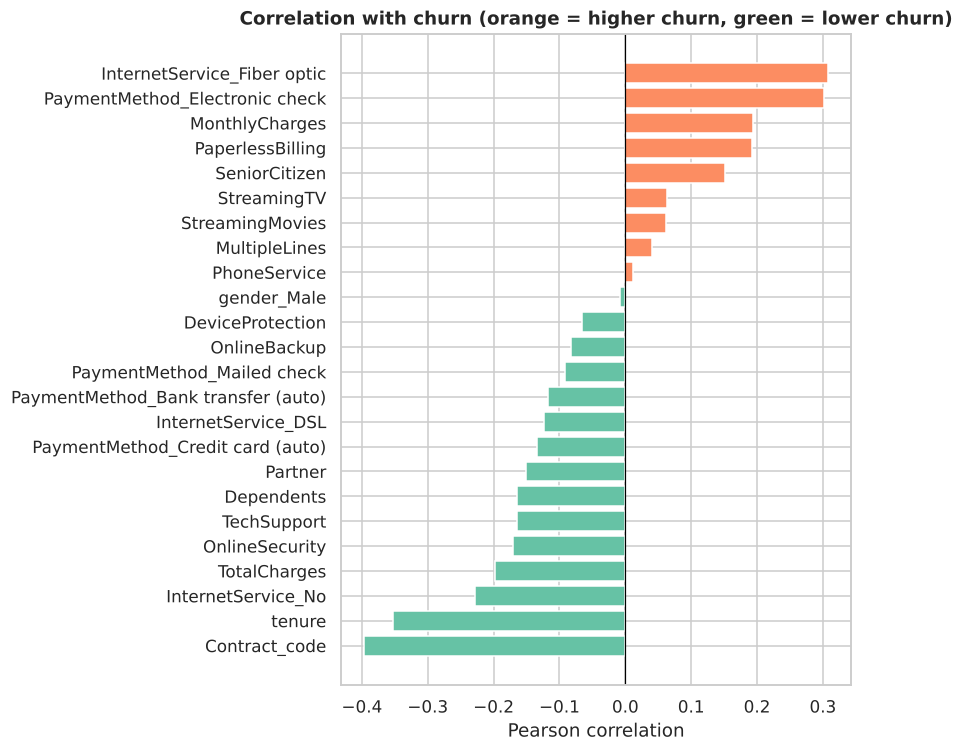 Correlation with churn (orange = higher churn, green = lower churn)
InternetService_Fiber optic
PaymentMethod_Electronic check
MonthlyCharges
PaperlessBilling
SeniorCitizen
StreamingTV
StreamingMovies
MultipleLines
PhoneService
gender_Male
DeviceProtection
OnlineBackup
PaymentMethod_Mailed check
PaymentMethod_Bank transfer (auto)
InternetService_DSL
PaymentMethod_Credit card (auto)
Partner
Dependents
TechSupport
OnlineSecurity
TotalCharges
InternetService_No
tenure
Contract_code
−0.4 −0.3 −0.2 −0.1 0.0 0.1 0.2 0.3
Pearson correlation